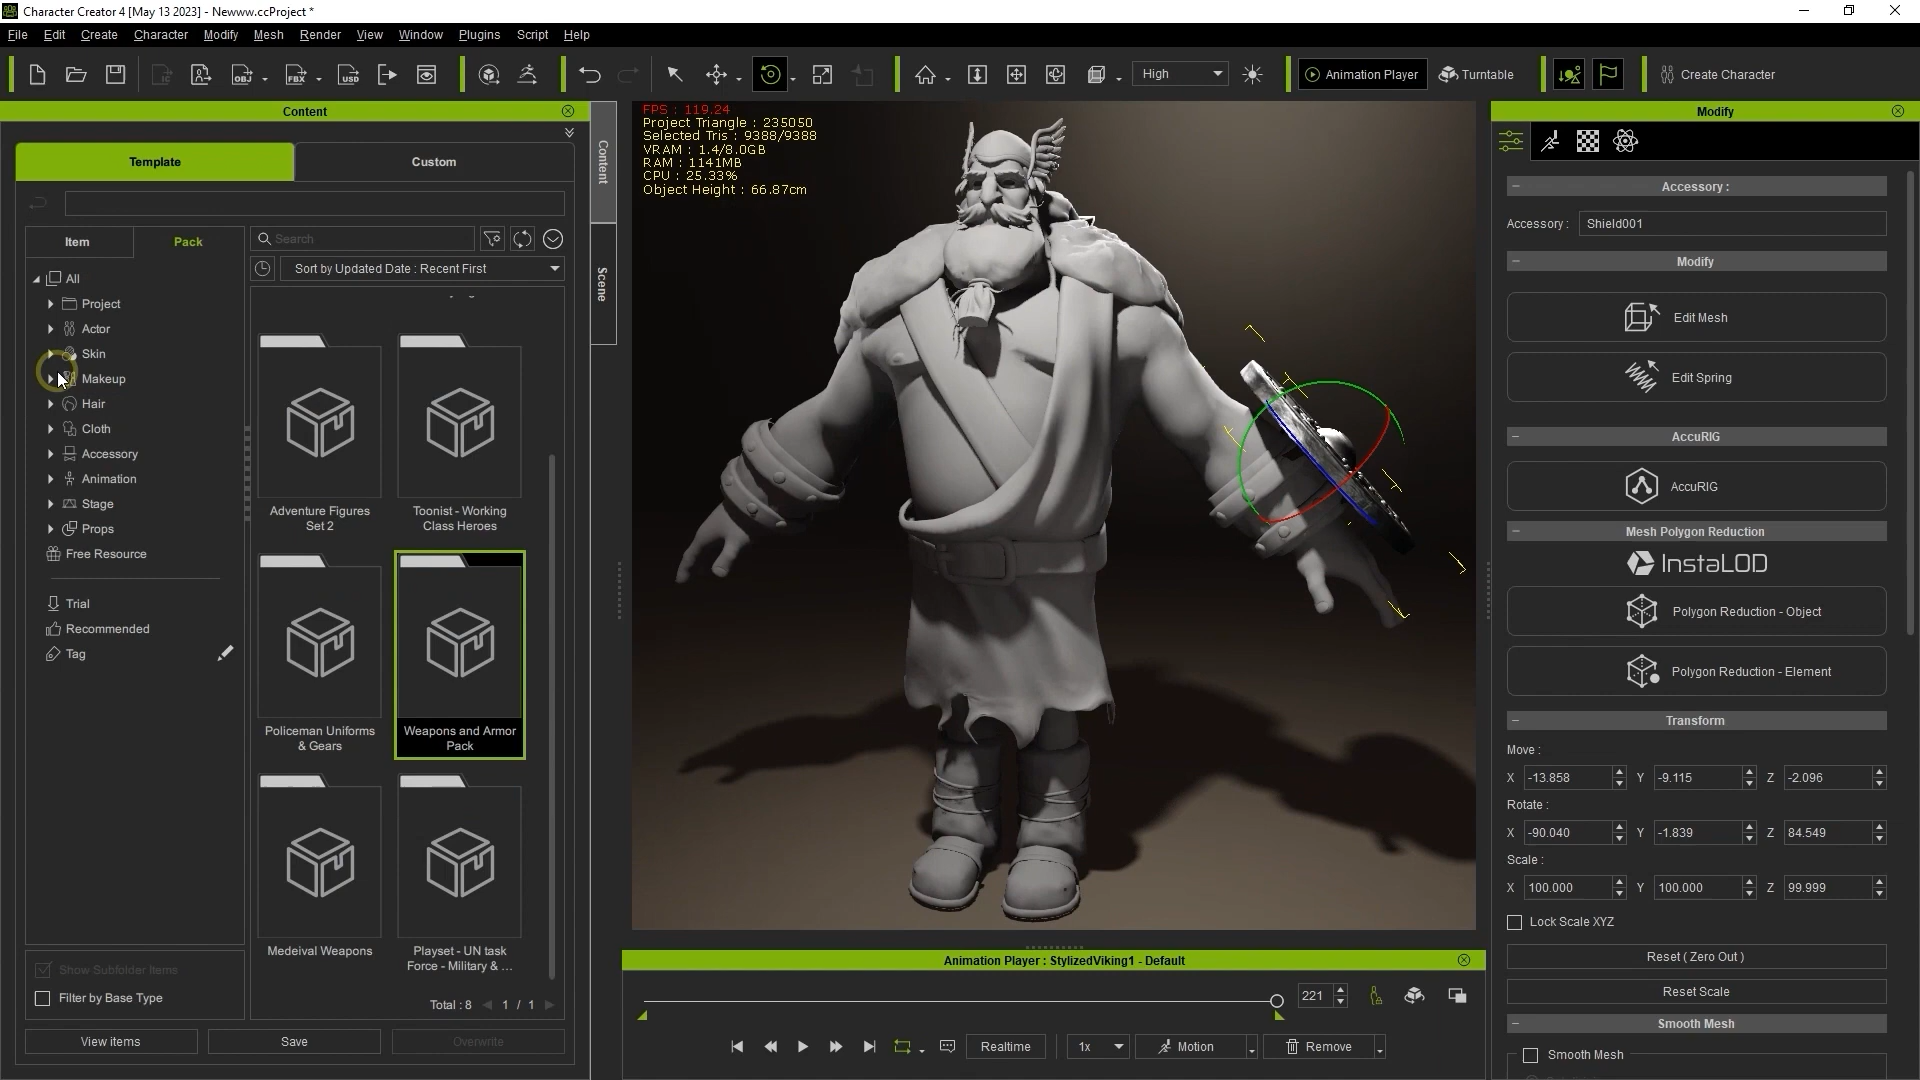 Character Creator 4 [May 13 2023] - Newww.ccProject *
File Edit Create Character Modify Mesh Render View Window Plugins Script Help
OBJ FBX USD High Animation Player Turntable Create Character
Content
Template Custom
Item Pack
Search
Sort by Updated Date : Recent First
All
Project
Actor
Skin
Makeup
Hair
Cloth
Accessory
Animation
Stage
Props
Free Resource
Trial
Recommended
Tag
Show Subfolder Items
Filter by Base Type
Adventure Figures
Set 2
Toonist - Working
Class Heroes
Policeman Uniforms
& Gears
Weapons and Armor
Pack
Medeival Weapons
Playset - UN task
Force - Military & ...
Total : 8 1 / 1
View items Save Overwrite
Content
Scene
FPS : 119.24
Project Triangle : 235050
Selected Tris : 9388/9388
VRAM : 1.4/8.0GB
RAM : 1141MB
CPU : 25.33%
Object Height : 66.87cm
Animation Player : StylizedViking1 - Default
221
Realtime 1x Motion Remove
Modify
Accessory :
Accessory : Shield001
Modify
Edit Mesh
Edit Spring
AccuRIG
AccuRIG
Mesh Polygon Reduction
InstaLOD
Polygon Reduction - Object
Polygon Reduction - Element
Transform
Move :
X -13.858 Y -9.115 Z -2.096
Rotate :
X -90.040 Y -1.839 Z 84.549
Scale :
X 100.000 Y 100.000 Z 99.999
Lock Scale XYZ
Reset ( Zero Out )
Reset Scale
Smooth Mesh
Smooth Mesh